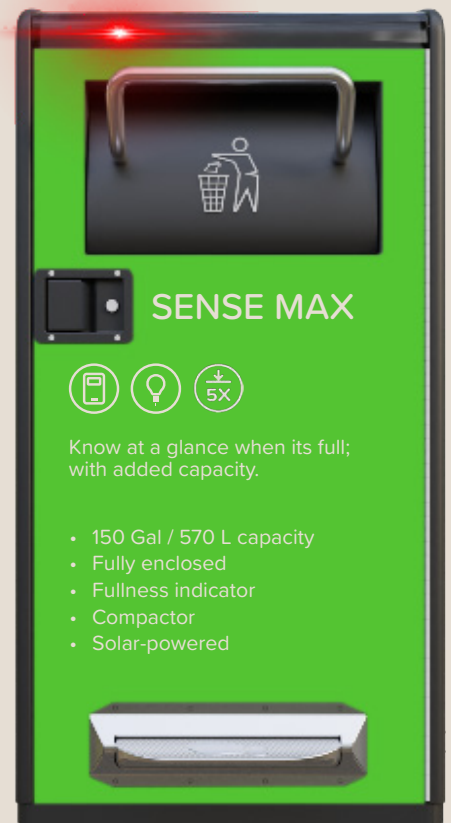 SENSE MAX
5X
Know at a glance when its full;
with added capacity.
• 150 Gal / 570 L capacity
• Fully enclosed
• Fullness indicator
• Compactor
• Solar-powered